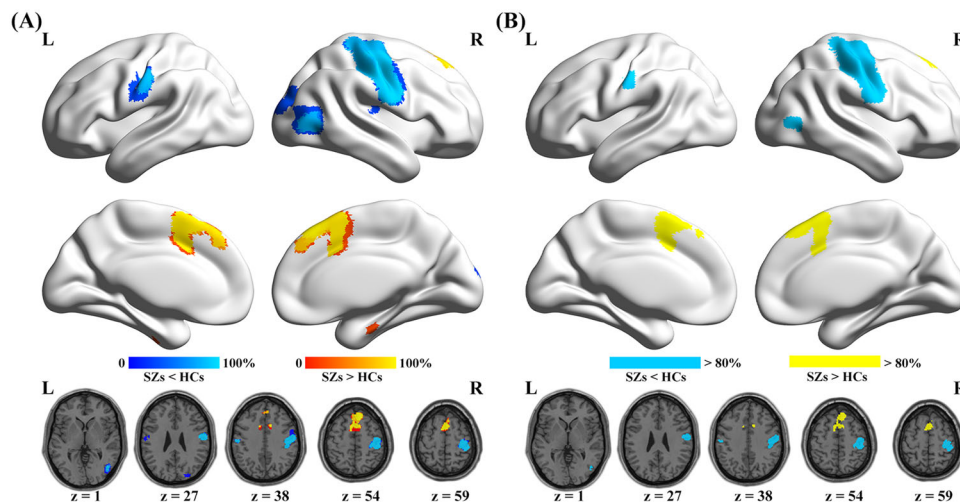 (A)
L
R
0
100%
SZs < HCs
0
100%
SZs > HCs
L
R
z = 1
z = 27
z = 38
z = 54
z = 59
(B)
L
R
> 80%
SZs < HCs
> 80%
SZs > HCs
L
R
z = 1
z = 27
z = 38
z = 54
z = 59